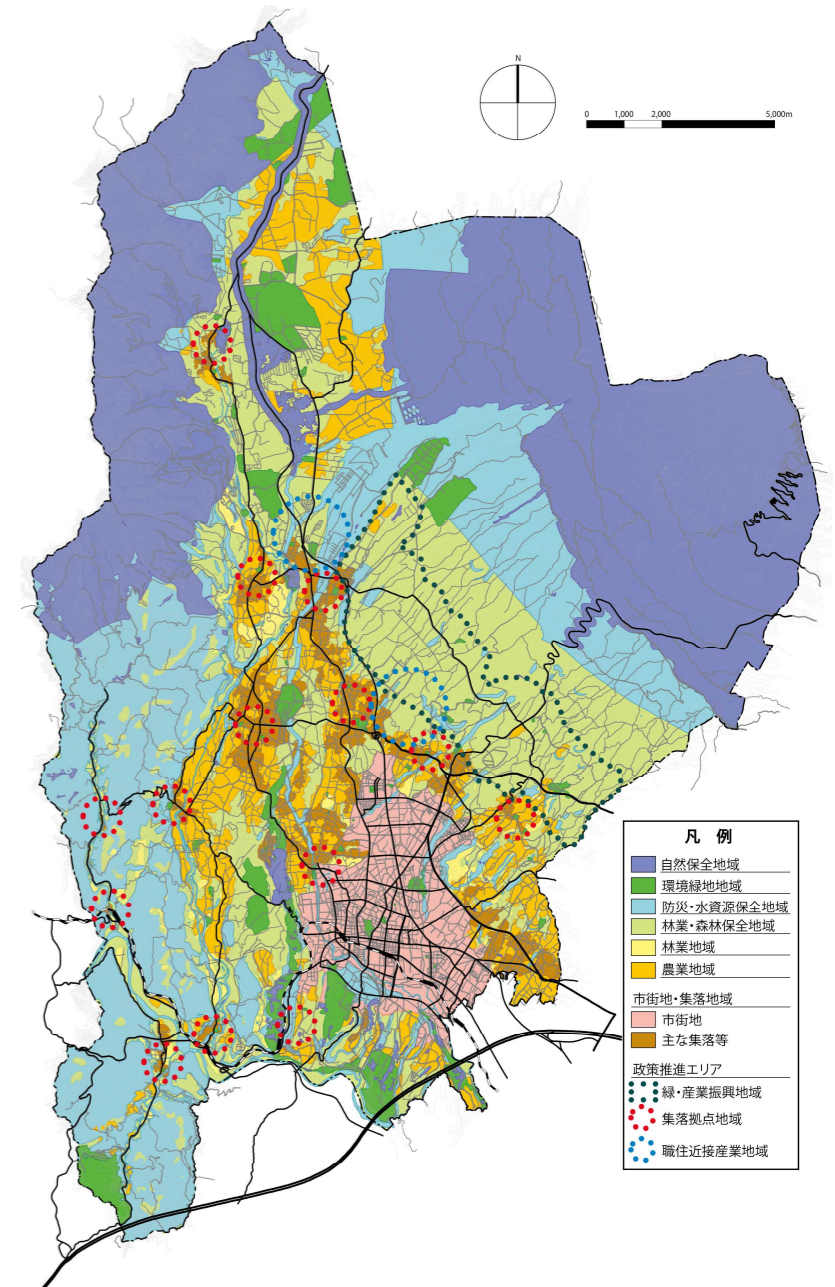 N
0 1,000 2,000 5,000m
凡 例
自然保全地域
環境緑地地域
防災・水資源保全地域
林業・森林保全地域
林業地域
農業地域
市街地・集落地域
市街地
主な集落等
政策推進エリア
緑・産業振興地域
集落拠点地域
職住近接産業地域